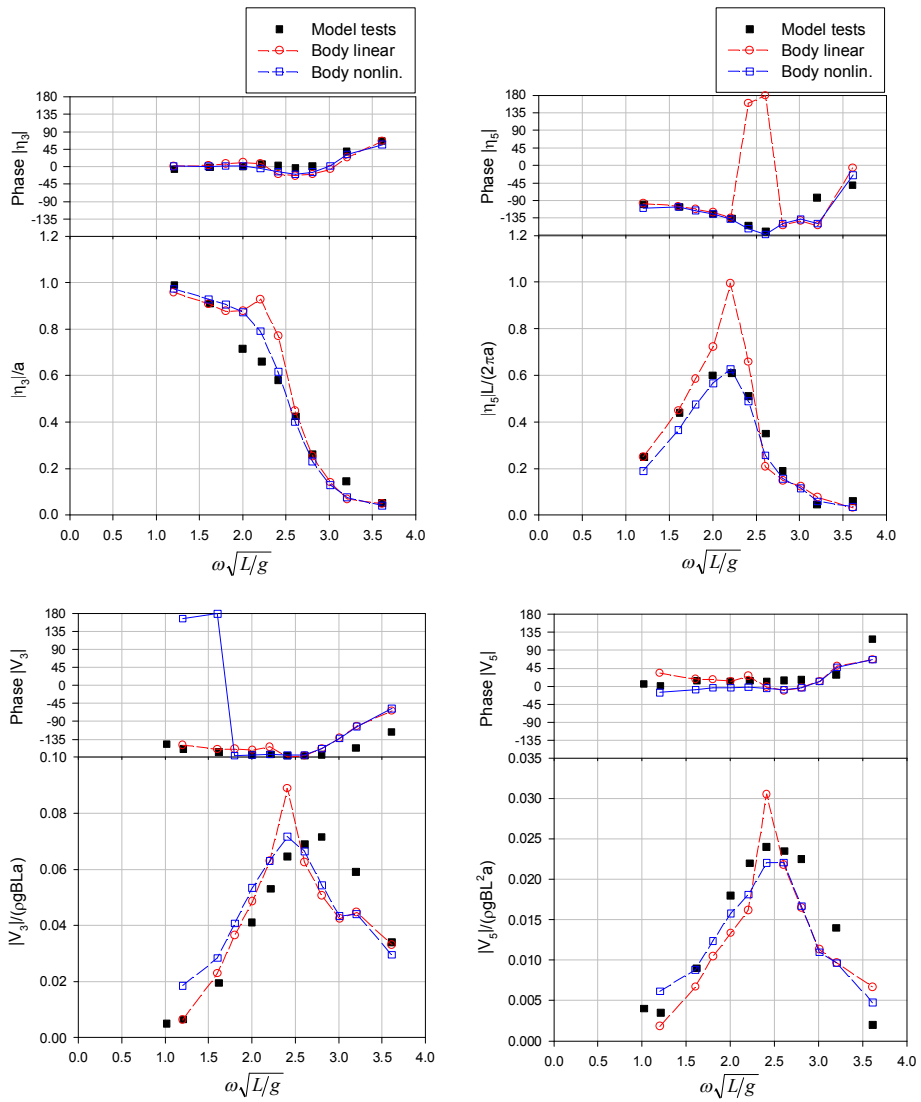 Model tests
Body linear
Body nonlin.
Model tests
Body linear
Body nonlin.
Phase |η₃|
180
135
90
45
0
-45
-90
-135
1.2
|η₃|/a
1.0
0.8
0.6
0.4
0.2
0.0
0.0 0.5 1.0 1.5 2.0 2.5 3.0 3.5 4.0
ω√L/g
Phase |η₅|
180
135
90
45
0
-45
-90
-135
1.2
|η₅|L/(2πa)
1.0
0.8
0.6
0.4
0.2
0.0
0.0 0.5 1.0 1.5 2.0 2.5 3.0 3.5 4.0
ω√L/g
Phase |V₃|
180
135
90
45
0
-45
-90
-135
0.10
|V₃|/(ρgBLa)
0.08
0.06
0.04
0.02
0.00
0.0 0.5 1.0 1.5 2.0 2.5 3.0 3.5 4.0
ω√L/g
Phase |V₅|
180
135
90
45
0
-45
-90
-135
0.035
|V₅|/(ρgBL²a)
0.030
0.025
0.020
0.015
0.010
0.005
0.000
0.0 0.5 1.0 1.5 2.0 2.5 3.0 3.5 4.0
ω√L/g